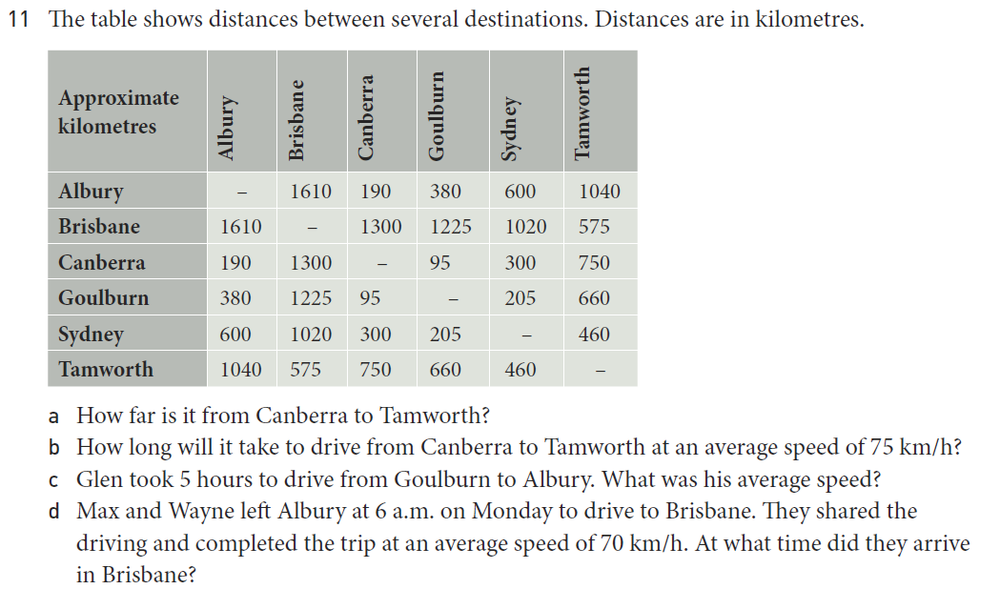 11 The table shows distances between several destinations. Distances are in kilometres.
Approximate kilometres Albury Brisbane Canberra Goulburn Sydney Tamworth
Albury – 1610 190 380 600 1040
Brisbane 1610 – 1300 1225 1020 575
Canberra 190 1300 – 95 300 750
Goulburn 380 1225 95 – 205 660
Sydney 600 1020 300 205 – 460
Tamworth 1040 575 750 660 460 –
a How far is it from Canberra to Tamworth?
b How long will it take to drive from Canberra to Tamworth at an average speed of 75 km/h?
c Glen took 5 hours to drive from Goulburn to Albury. What was his average speed?
d Max and Wayne left Albury at 6 a.m. on Monday to drive to Brisbane. They shared the
driving and completed the trip at an average speed of 70 km/h. At what time did they arrive
in Brisbane?